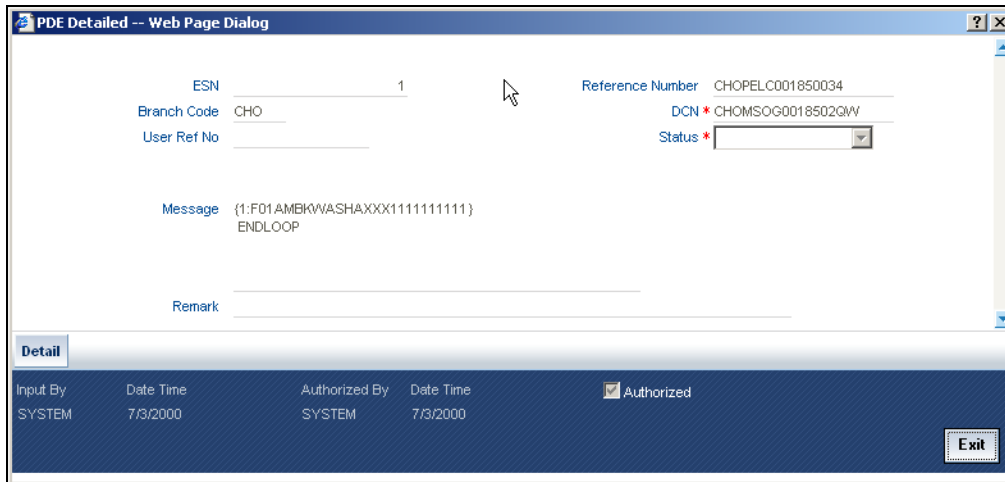 PDE Detailed -- Web Page Dialog
ESN 1 Reference Number CHOPELC001850034
Branch Code CHO DCN * CHOMSOG0018502QW
User Ref No Status *
Message {1:F01AMBKWASHAXXX1111111111}
ENDLOOP
Remark
Detail
Input By Date Time Authorized By Date Time Authorized
SYSTEM 7/3/2000 SYSTEM 7/3/2000
Exit